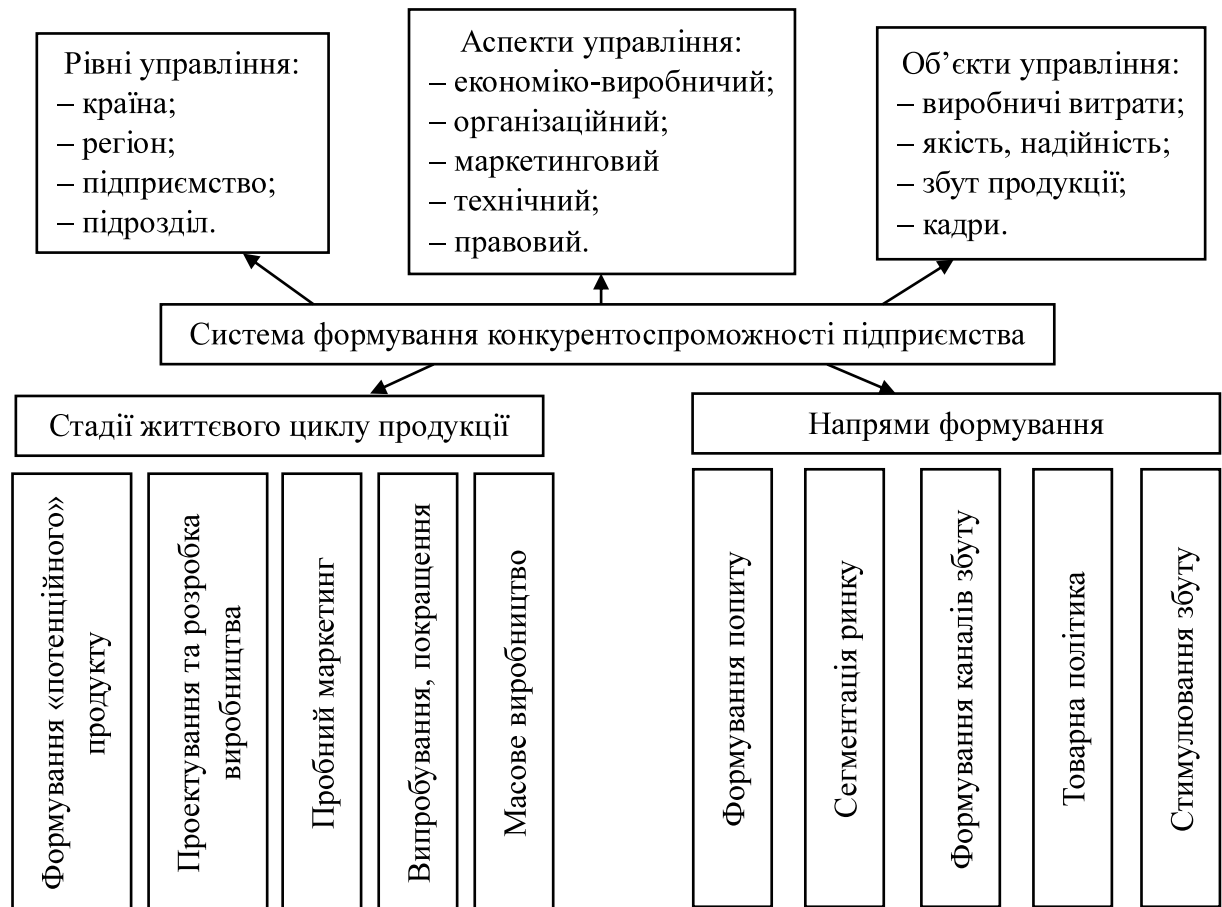 Рівні управління:
– країна;
– регіон;
– підприємство;
– підрозділ.
Аспекти управління:
– економіко-виробничий;
– організаційний;
– маркетинговий
– технічний;
– правовий.
Об’єкти управління:
– виробничі витрати;
– якість, надійність;
– збут продукції;
– кадри.
Система формування конкурентоспроможності підприємства
Стадії життєвого циклу продукції
Напрями формування
Формування «потенційного»
продукту
Проектування та розробка
виробництва
Пробний маркетинг
Випробування, покращення
Масове виробництво
Формування попиту
Сегментація ринку
Формування каналів збуту
Товарна політика
Стимулювання збуту